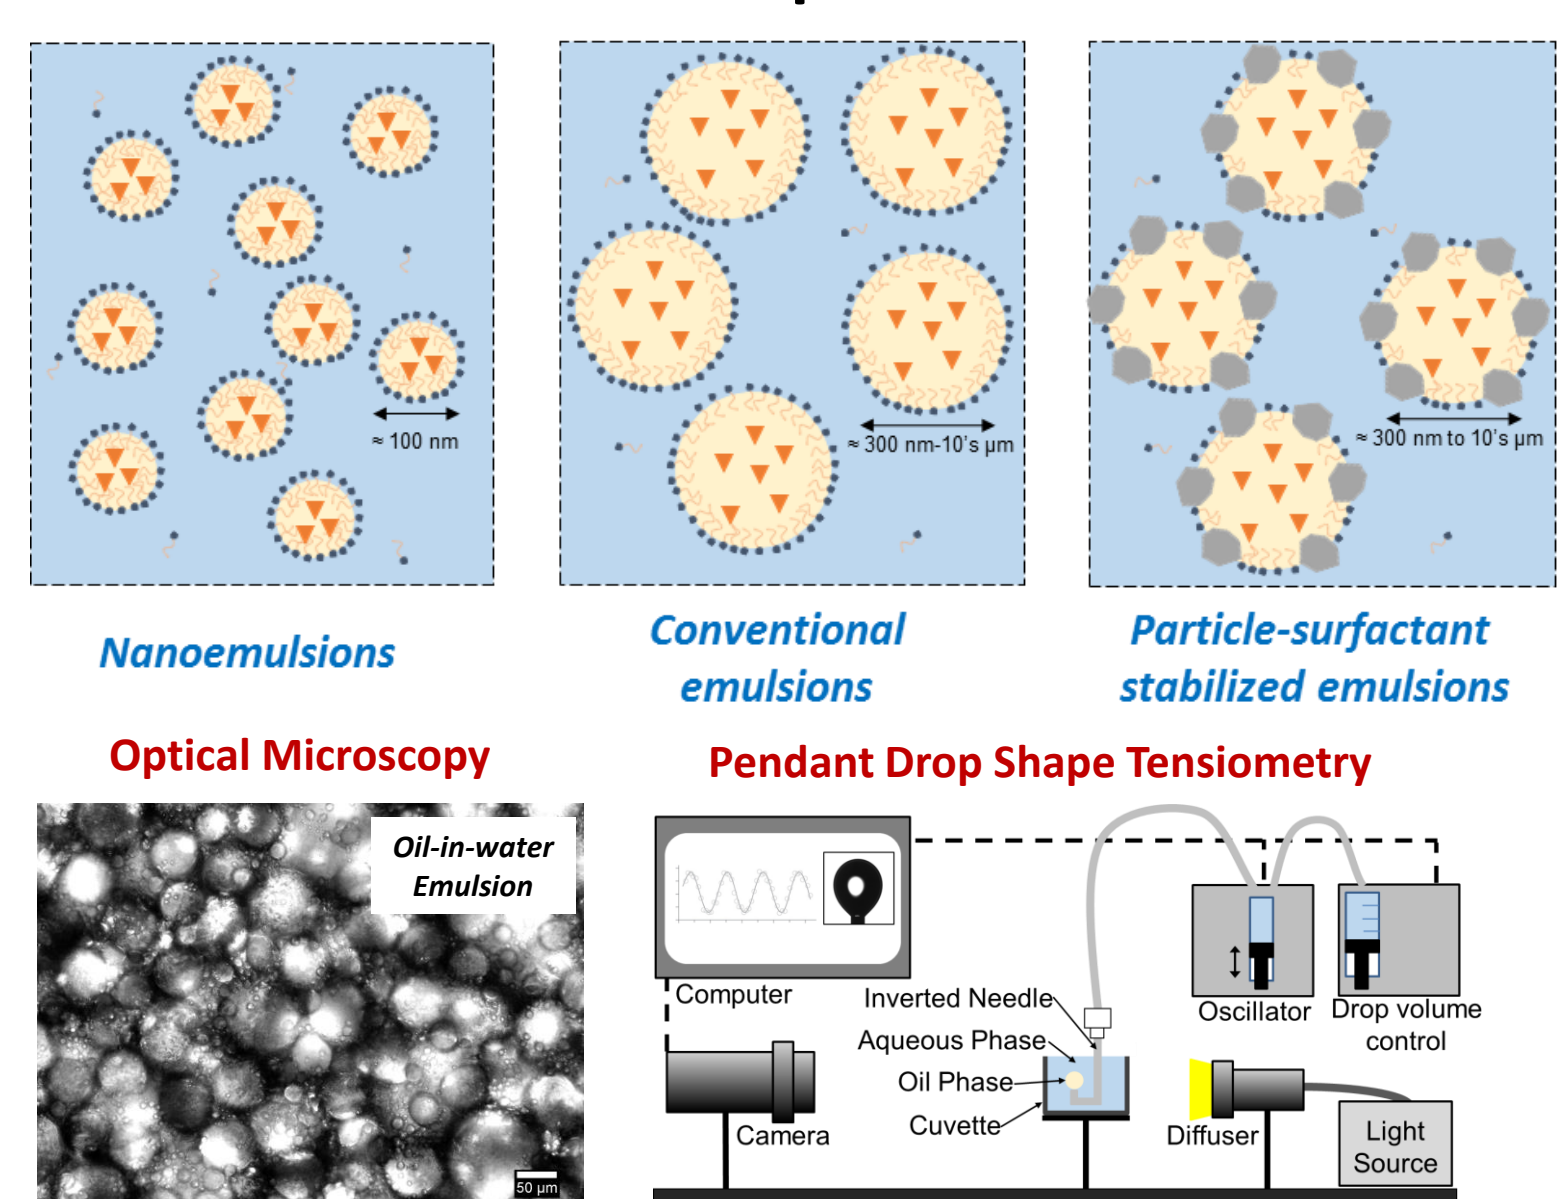 ≈ 100 nm
≈ 300 nm-10's µm
≈ 300 nm to 10's µm
Nanoemulsions
Conventional
emulsions
Particle-surfactant
stabilized emulsions
Optical Microscopy
Pendant Drop Shape Tensiometry
Oil-in-water
Emulsion
50 µm
Computer
Inverted Needle
Aqueous Phase
Oil Phase
Cuvette
Camera
Oscillator
Drop volume
control
Diffuser
Light
Source